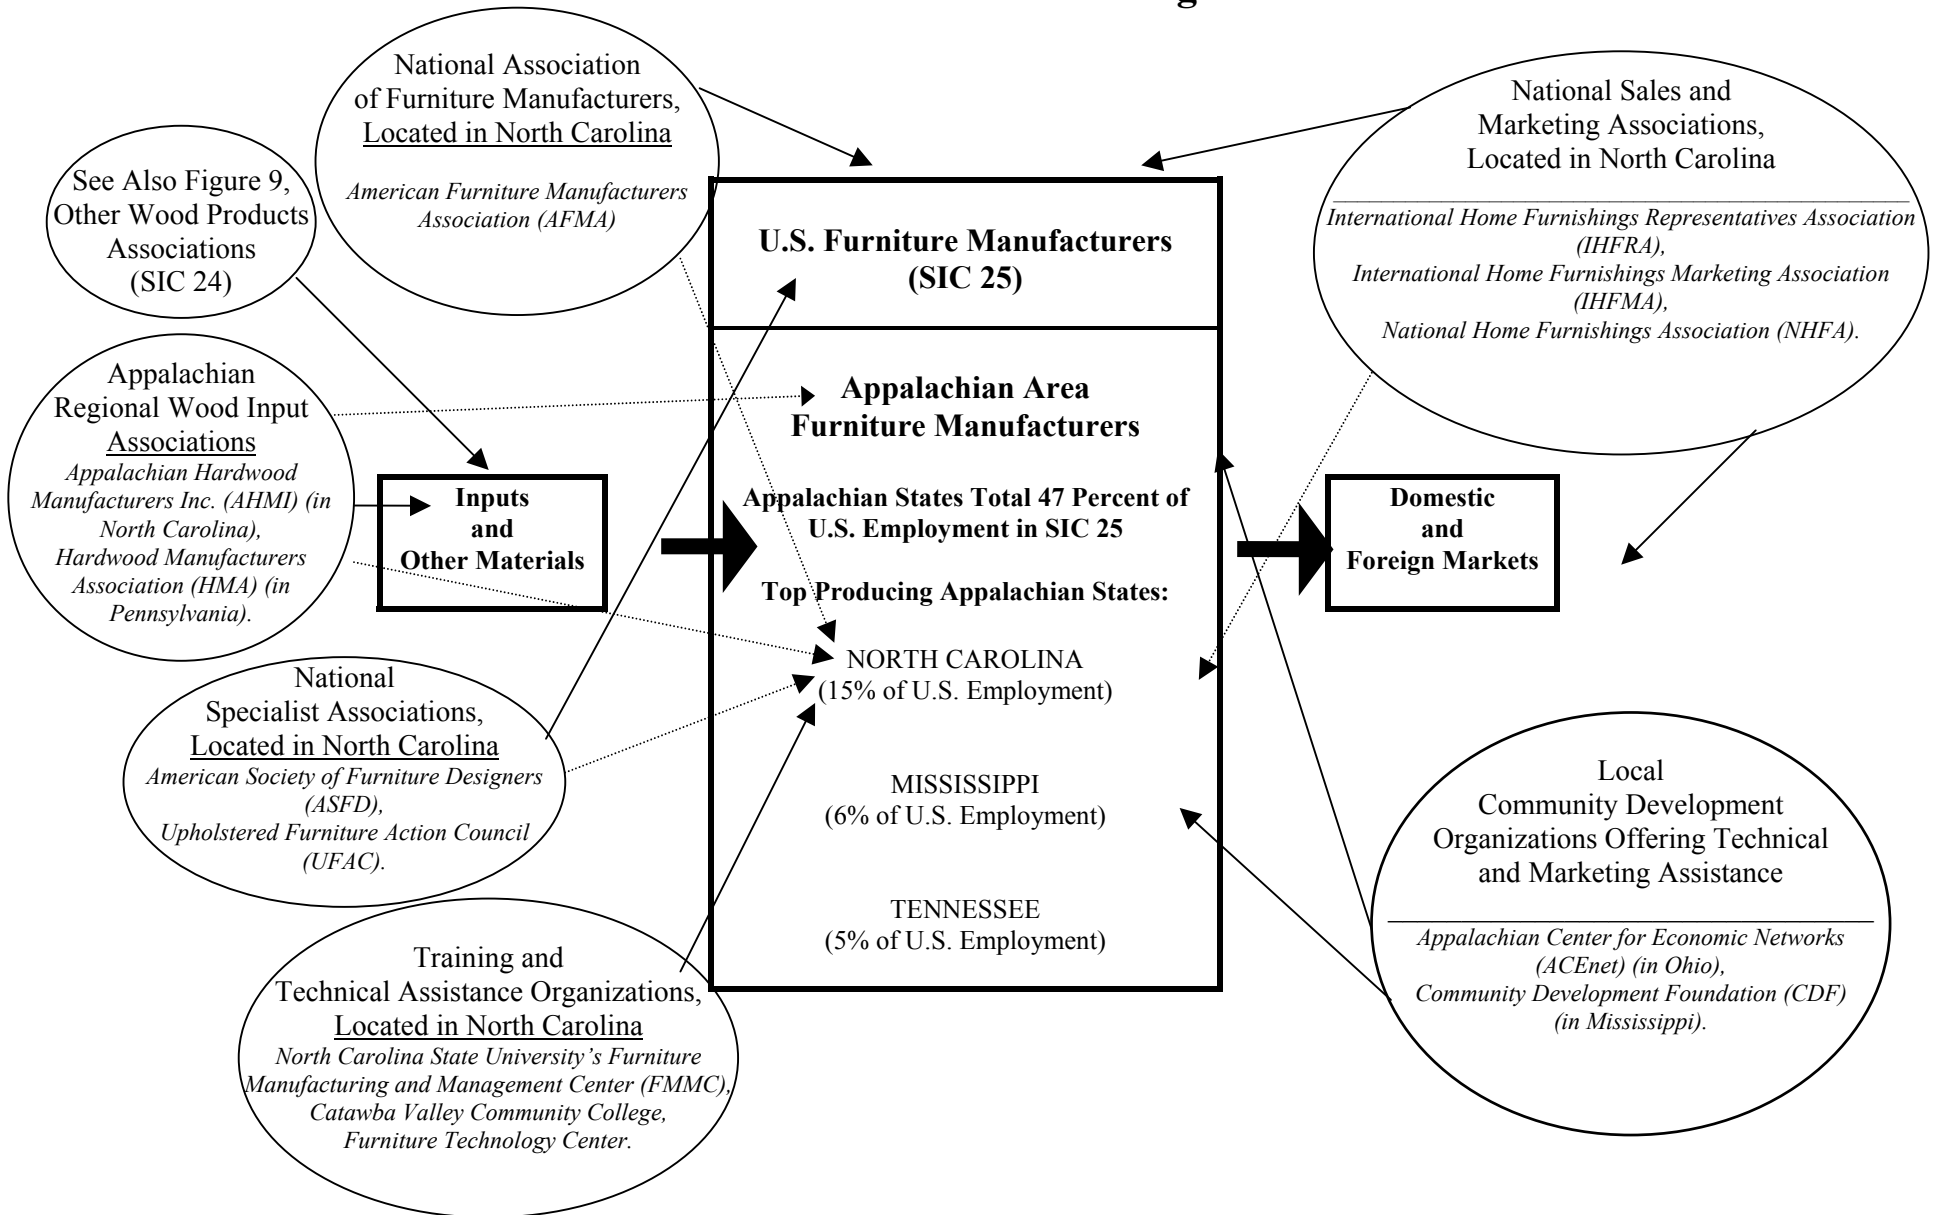 National Association
of Furniture Manufacturers,
Located in North Carolina
American Furniture Manufacturers
Association (AFMA)
National Sales and
Marketing Associations,
Located in North Carolina
International Home Furnishings Representatives Association
(IHFRA),
International Home Furnishings Marketing Association
(IHFMA),
National Home Furnishings Association (NHFA).
See Also Figure 9,
Other Wood Products
Associations
(SIC 24)
U.S. Furniture Manufacturers
(SIC 25)
Appalachian
Regional Wood Input
Associations
Appalachian Hardwood
Manufacturers Inc. (AHMI) (in
North Carolina),
Hardwood Manufacturers
Association (HMA) (in
Pennsylvania).
Inputs
and
Other Materials
Appalachian Area
Furniture Manufacturers
Appalachian States Total 47 Percent of
U.S. Employment in SIC 25
Top Producing Appalachian States:
NORTH CAROLINA
(15% of U.S. Employment)
MISSISSIPPI
(6% of U.S. Employment)
TENNESSEE
(5% of U.S. Employment)
Domestic
and
Foreign Markets
National
Specialist Associations,
Located in North Carolina
American Society of Furniture Designers
(ASFD),
Upholstered Furniture Action Council
(UFAC).
Local
Community Development
Organizations Offering Technical
and Marketing Assistance
Appalachian Center for Economic Networks
(ACEnet) (in Ohio),
Community Development Foundation (CDF)
(in Mississippi).
Training and
Technical Assistance Organizations,
Located in North Carolina
North Carolina State University’s Furniture
Manufacturing and Management Center (FMMC),
Catawba Valley Community College,
Furniture Technology Center.